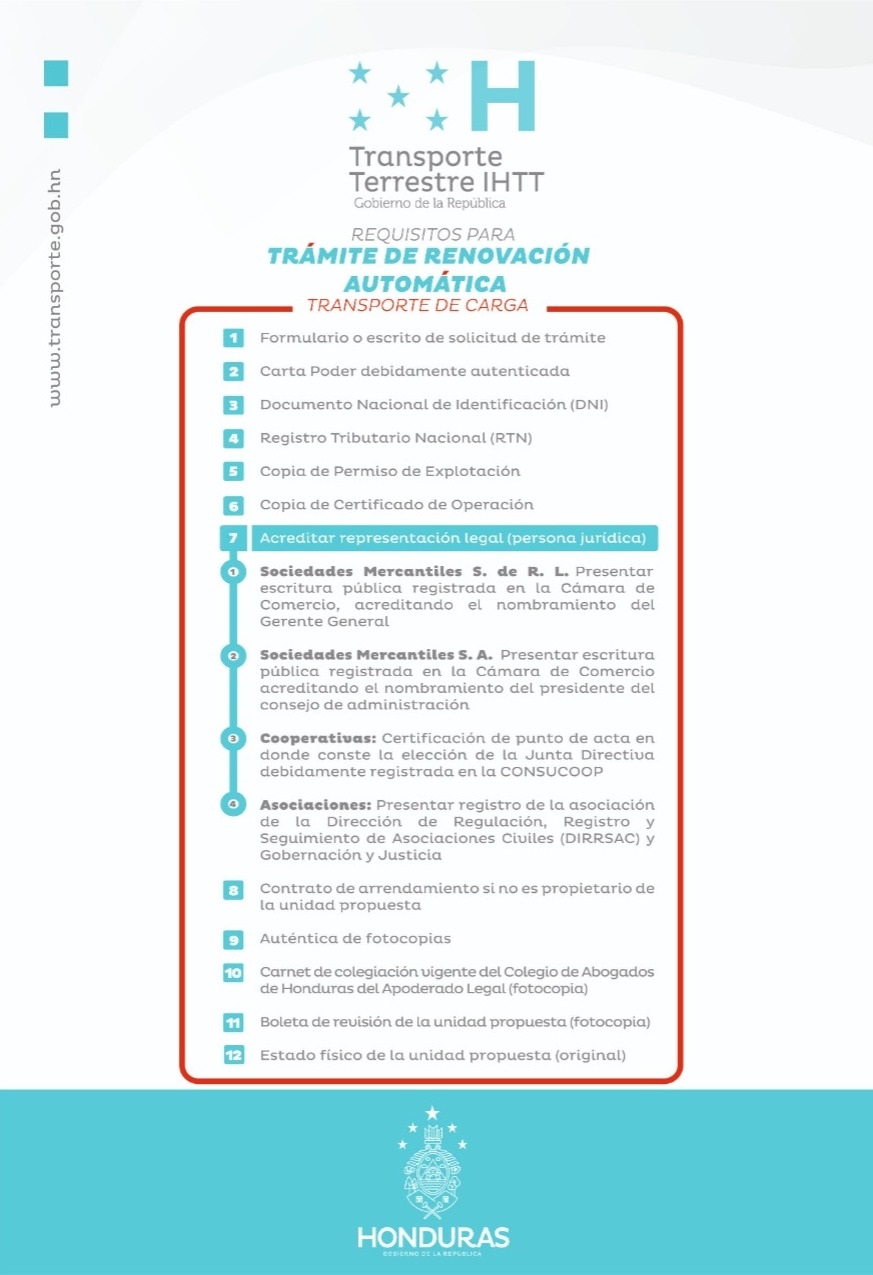 www.transporte.gob.hn
H
Transporte
Terrestre IHTT
Gobierno de la República
REQUISITOS PARA
TRÁMITE DE RENOVACIÓN
AUTOMÁTICA
TRANSPORTE DE CARGA
1 Formulario o escrito de solicitud de trámite
2 Carta Poder debidamente autenticada
3 Documento Nacional de Identificación (DNI)
4 Registro Tributario Nacional (RTN)
5 Copia de Permiso de Explotación
6 Copia de Certificado de Operación
7 Acreditar representación legal (persona jurídica)
1 Sociedades Mercantiles S. de R. L. Presentar
escritura pública registrada en la Cámara de
Comercio, acreditando el nombramiento del
Gerente General
2 Sociedades Mercantiles S. A. Presentar escritura
pública registrada en la Cámara de Comercio
acreditando el nombramiento del presidente del
consejo de administración
3 Cooperativas: Certificación de punto de acta en
donde conste la elección de la Junta Directiva
debidamente registrada en la CONSUCOOP
4 Asociaciones: Presentar registro de la asociación
de la Dirección de Regulación, Registro y
Seguimiento de Asociaciones Civiles (DIRRSAC) y
Gobernación y Justicia
8 Contrato de arrendamiento si no es propietario de
la unidad propuesta
9 Auténtica de fotocopias
10 Carnet de colegiación vigente del Colegio de Abogados
de Honduras del Apoderado Legal (fotocopia)
11 Boleta de revisión de la unidad propuesta (fotocopia)
12 Estado físico de la unidad propuesta (original)
HONDURAS
GOBIERNO DE LA REPÚBLICA